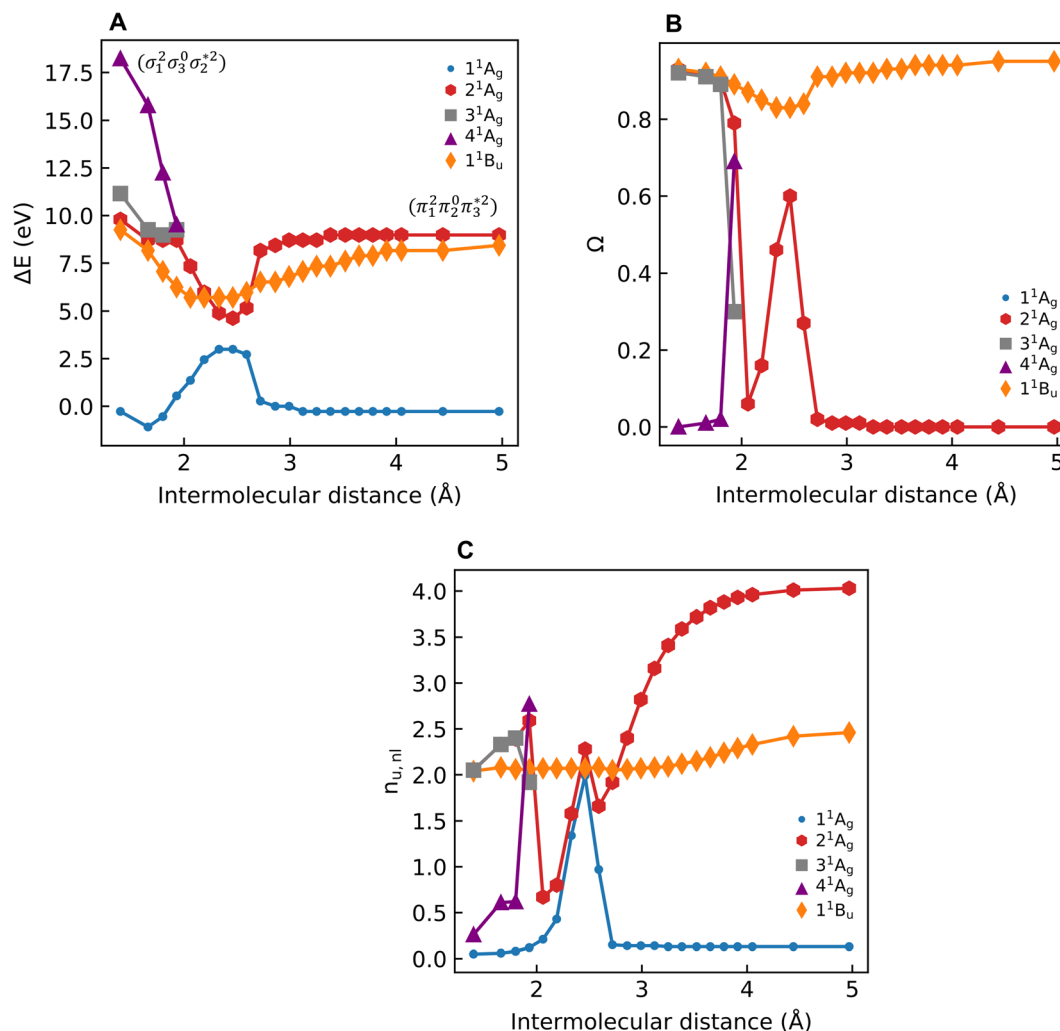 A
17.5
15.0
12.5
10.0
7.5
5.0
2.5
0.0
ΔE (eV)
(σ₁²σ₃⁰σ₂*²)
(π₁²π₂⁰π₃*²)
1¹Ag
2¹Ag
3¹Ag
4¹Ag
1¹Bu
2 3 4 5
Intermolecular distance (Å)
B
0.8
0.6
0.4
0.2
0.0
Ω
1¹Ag
2¹Ag
3¹Ag
4¹Ag
1¹Bu
2 3 4 5
Intermolecular distance (Å)
C
4.0
3.5
3.0
2.5
2.0
1.5
1.0
0.5
0.0
nu, nl
1¹Ag
2¹Ag
3¹Ag
4¹Ag
1¹Bu
2 3 4 5
Intermolecular distance (Å)